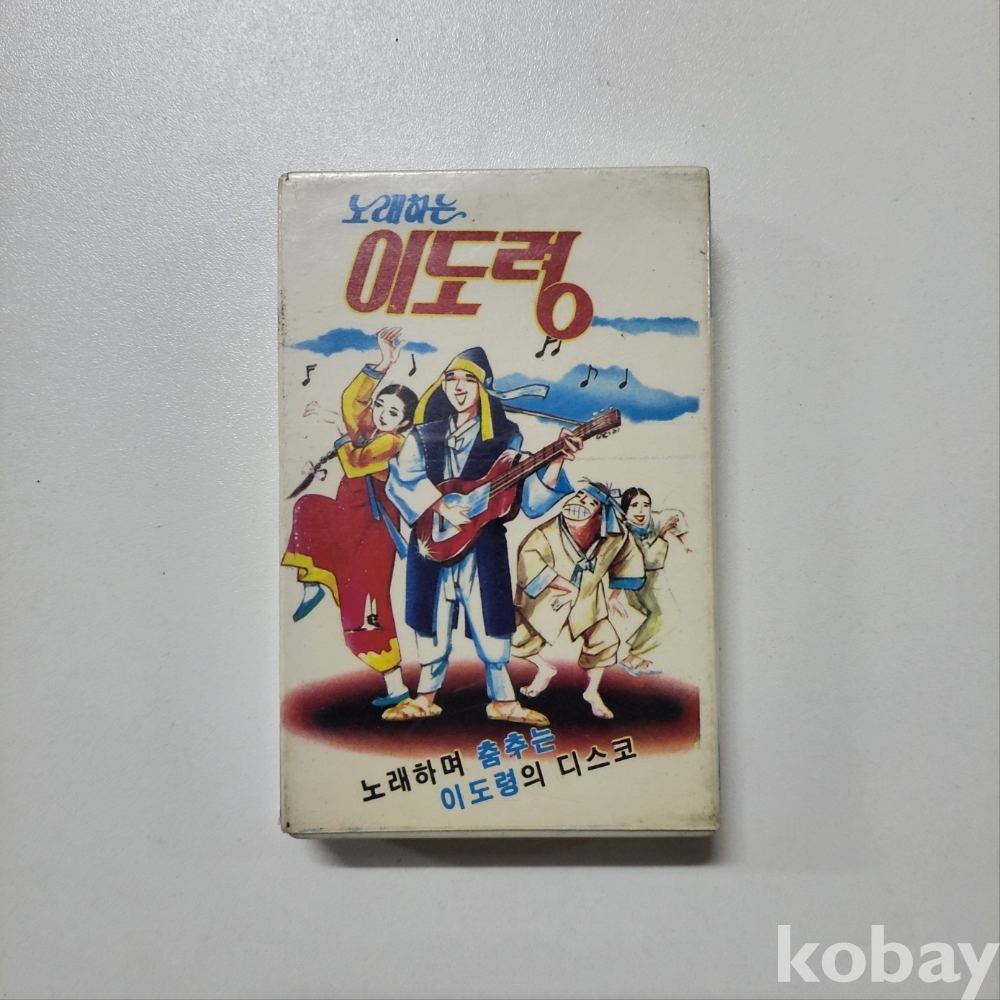 노래하는
이도령
노래하며 춤추는
이도령의 디스코
kobay